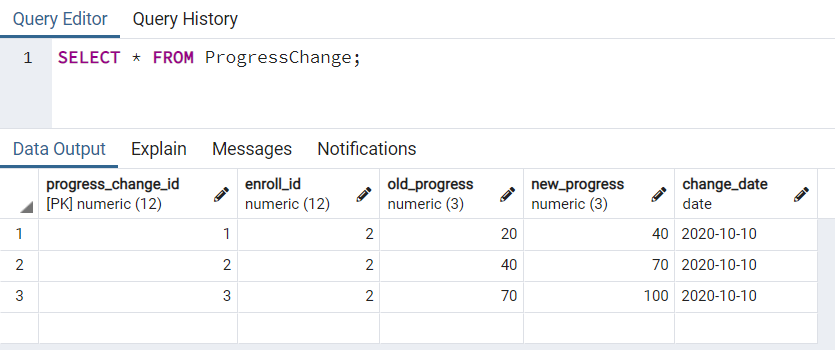 Query Editor Query History
1 SELECT * FROM ProgressChange;
Data Output Explain Messages Notifications
progress_change_id enroll_id old_progress new_progress change_date
[PK] numeric (12) numeric (12) numeric (3) numeric (3) date
1 1 2 20 40 2020-10-10
2 2 2 40 70 2020-10-10
3 3 2 70 100 2020-10-10